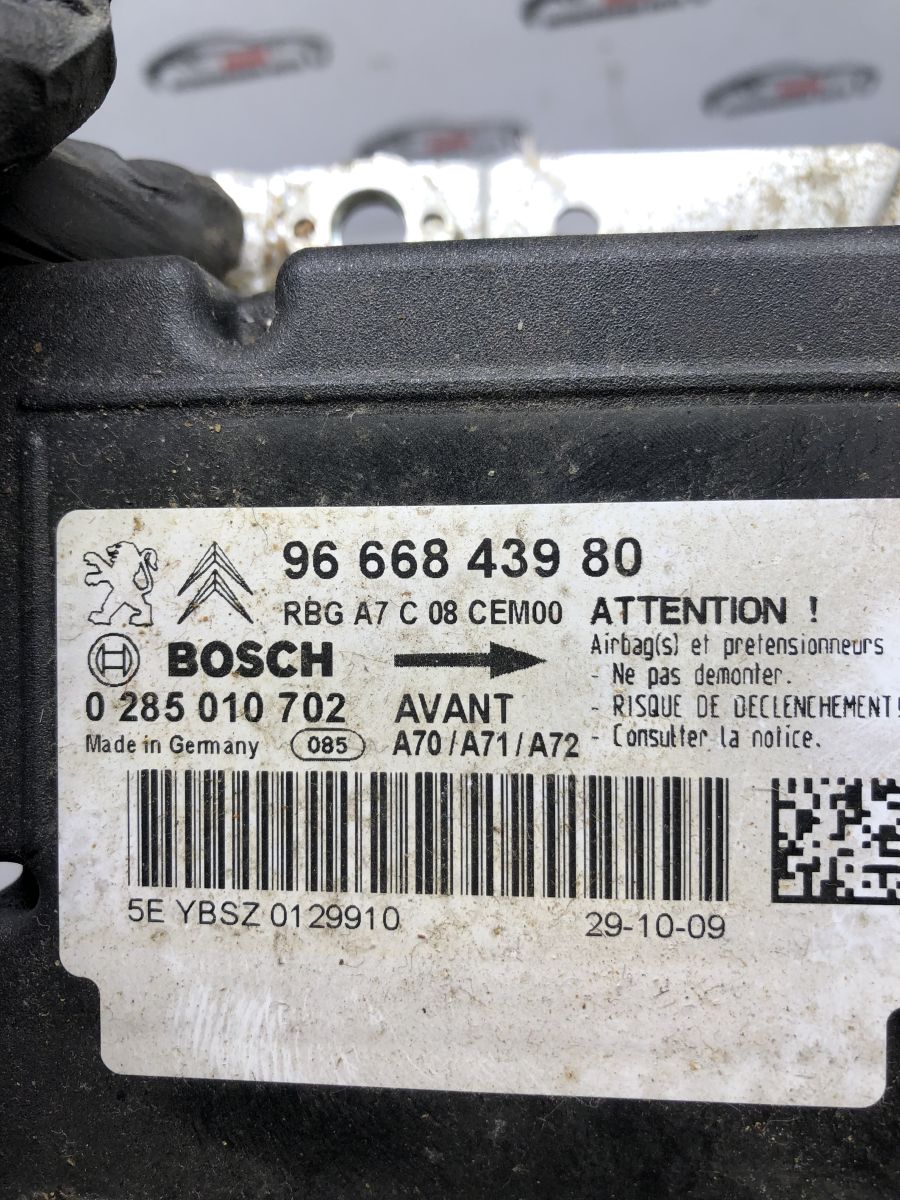 96 668 439 80
RBG A7 C 08 CEM00
ATTENTION !
Airbag(s) et pretensionneurs
- Ne pas demonter.
- RISQUE DE DECLENCHEMENT!
- Consulter la notice.
BOSCH
0 285 010 702
AVANT
Made in Germany
085
A70/A71/A72
5E YBSZ 0129910
29-10-09